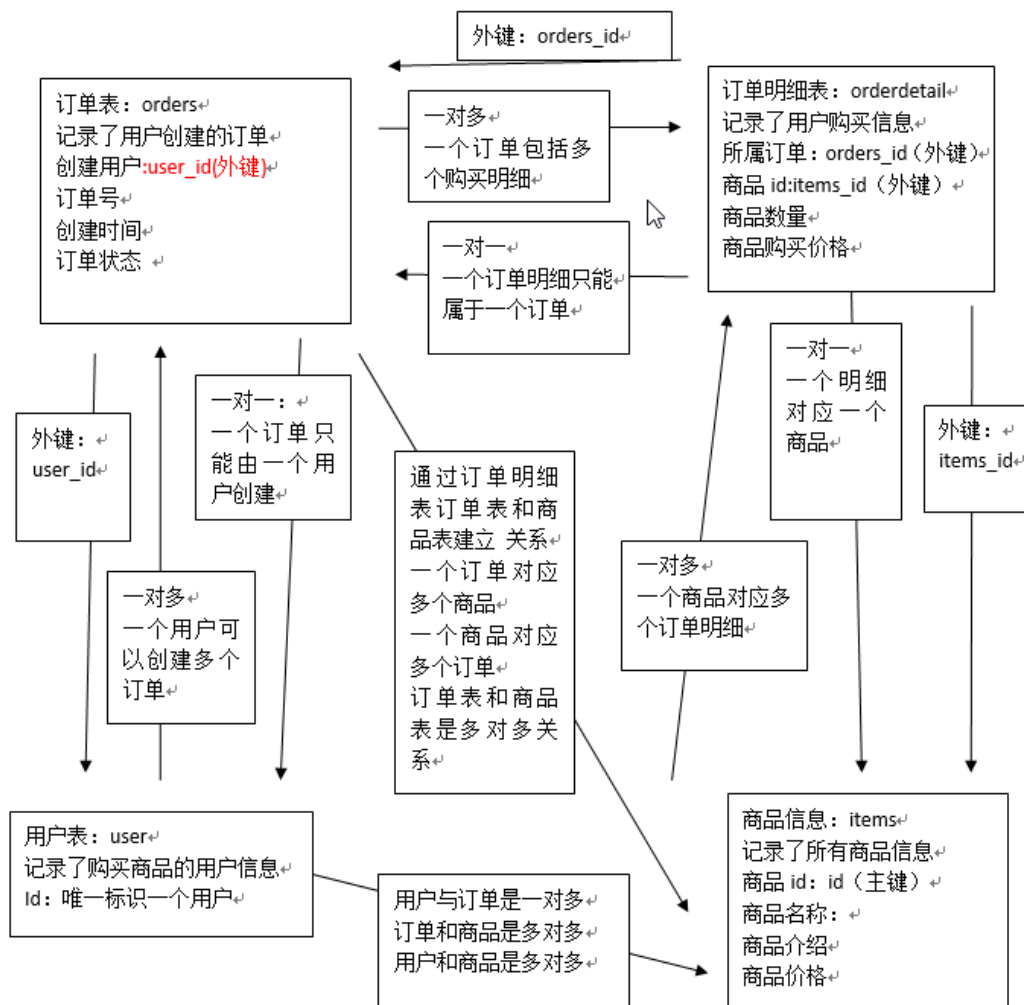 外键：orders_id
订单表：orders
记录了用户创建的订单
创建用户:user_id(外键)
订单号
创建时间
订单状态
一对多
一个订单包括多
个购买明细
订单明细表：orderdetail
记录了用户购买信息
所属订单：orders_id（外键）
商品 id:items_id（外键）
商品数量
商品购买价格
一对一
一个订单明细只能
属于一个订单
外键：
user_id
一对一：
一个订单只
能由一个用
户创建
一对多
一个用户可
以创建多个
订单
通过订单明细
表订单表和商
品表建立 关系
一个订单对应
多个商品
一个商品对应
多个订单
订单表和商品
表是多对多关
系
一对多
一个商品对应多
个订单明细
一对一
一个明细
对应一个
商品
外键：
items_id
用户表：user
记录了购买商品的用户信息
Id：唯一标识一个用户
用户与订单是一对多
订单和商品是多对多
用户和商品是多对多
商品信息：items
记录了所有商品信息
商品 id：id（主键）
商品名称：
商品介绍
商品价格